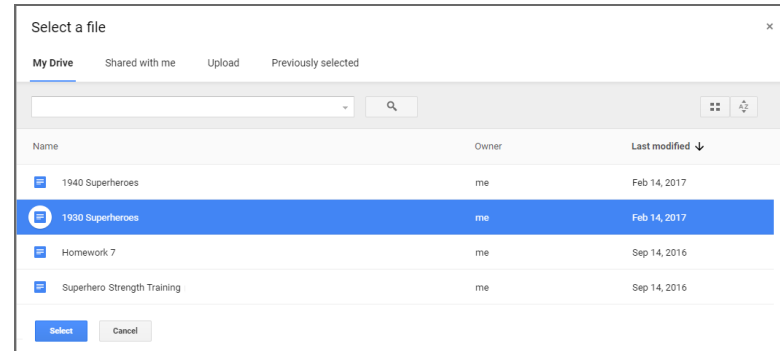 Select a file ×
My Drive Shared with me Upload Previously selected
AZ
Name Owner Last modified ↓
1940 Superheroes me Feb 14, 2017
1930 Superheroes me Feb 14, 2017
Homework 7 me Sep 14, 2016
Superhero Strength Training me Sep 14, 2016
Select Cancel